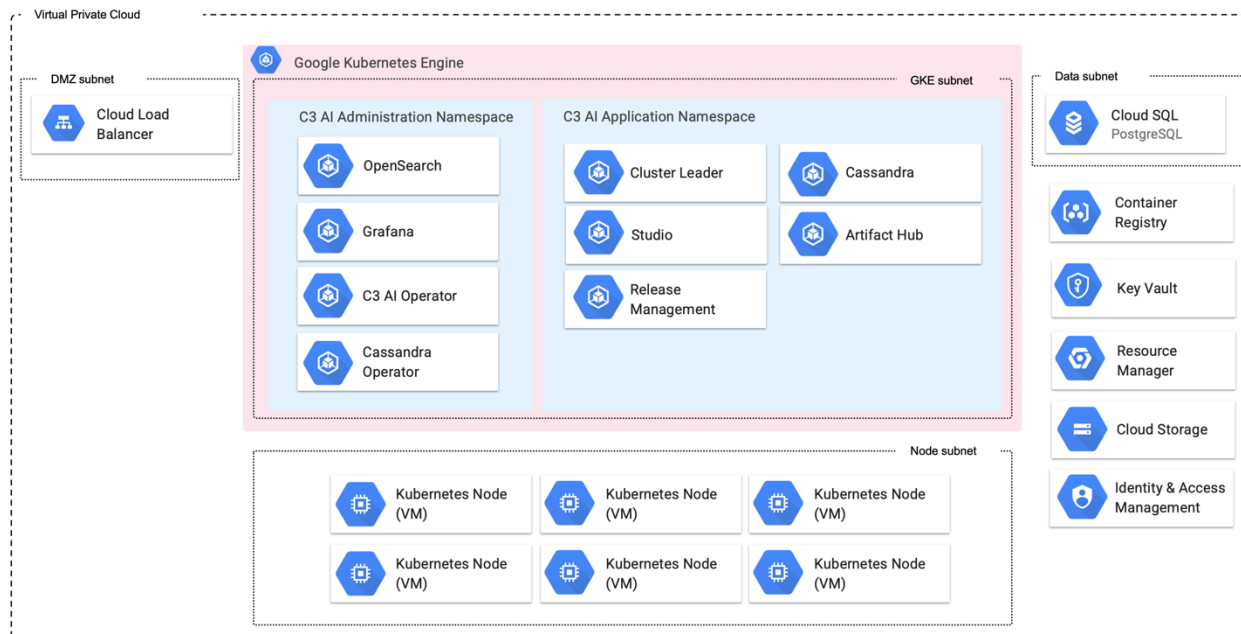 Virtual Private Cloud
DMZ subnet
Cloud Load
Balancer
Google Kubernetes Engine
GKE subnet
C3 AI Administration Namespace
OpenSearch
Grafana
C3 AI Operator
Cassandra
Operator
C3 AI Application Namespace
Cluster Leader
Cassandra
Studio
Artifact Hub
Release
Management
Data subnet
Cloud SQL
PostgreSQL
Container
Registry
Key Vault
Resource
Manager
Cloud Storage
Identity & Access
Management
Node subnet
Kubernetes Node
(VM)
Kubernetes Node
(VM)
Kubernetes Node
(VM)
Kubernetes Node
(VM)
Kubernetes Node
(VM)
Kubernetes Node
(VM)